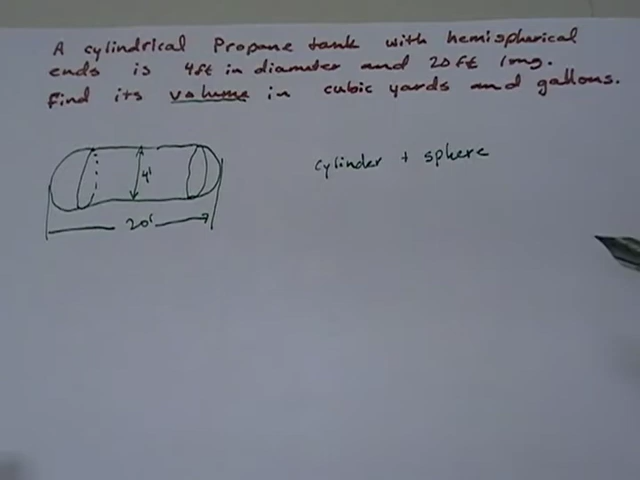 A cylindrical Propane tank with hemispherical
ends is 4ft in diameter and 20ft long.
Find its volume in cubic yards and gallons.
cylinder + sphere
4'
20'